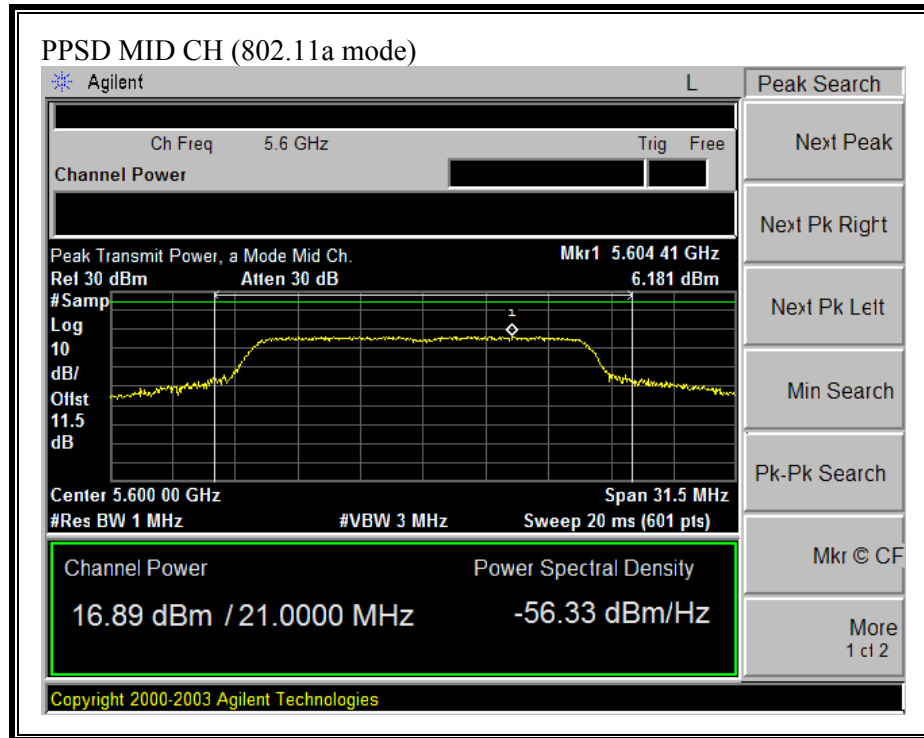 PPSD MID CH (802.11a mode)
Agilent L Peak Search
Ch Freq 5.6 GHz Trig Free
Channel Power
Next Peak
Next Pk Right
Peak Transmit Power, a Mode Mid Ch. Mkr1 5.604 41 GHz
Ref 30 dBm Atten 30 dB 6.181 dBm
#Samp
Log
10
dB/
Offst
11.5
dB
1
Next Pk Left
Min Search
Pk-Pk Search
Center 5.600 00 GHz Span 31.5 MHz
#Res BW 1 MHz #VBW 3 MHz Sweep 20 ms (601 pts)
Mkr © CF
Channel Power Power Spectral Density
16.89 dBm / 21.0000 MHz -56.33 dBm/Hz
More
1 of 2
Copyright 2000-2003 Agilent Technologies